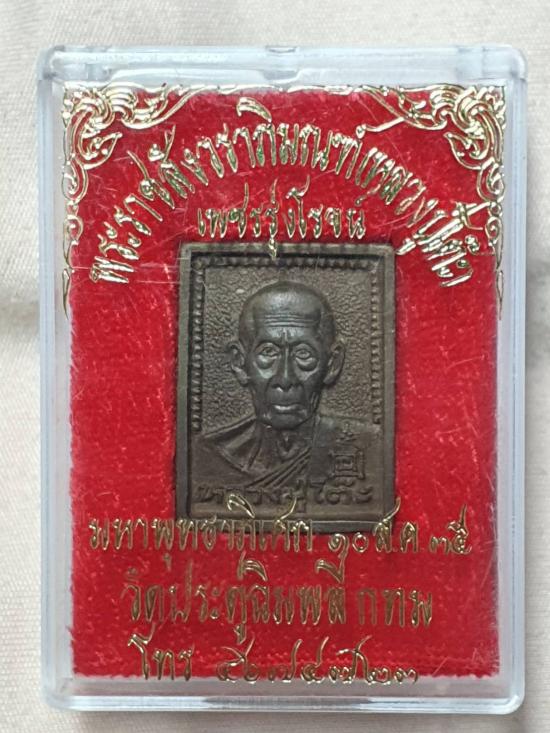 พระราชสังวราภิมณฑ์(หลวงปู่โต๊ะ)
เพชรรุ่งโรจน์
หลวงปู่โต๊ะ
มหาพุทธาภิเศก ๑๐ ส.ค ๓๕
วัดประดู่ฉิมพลี กทม
โทร